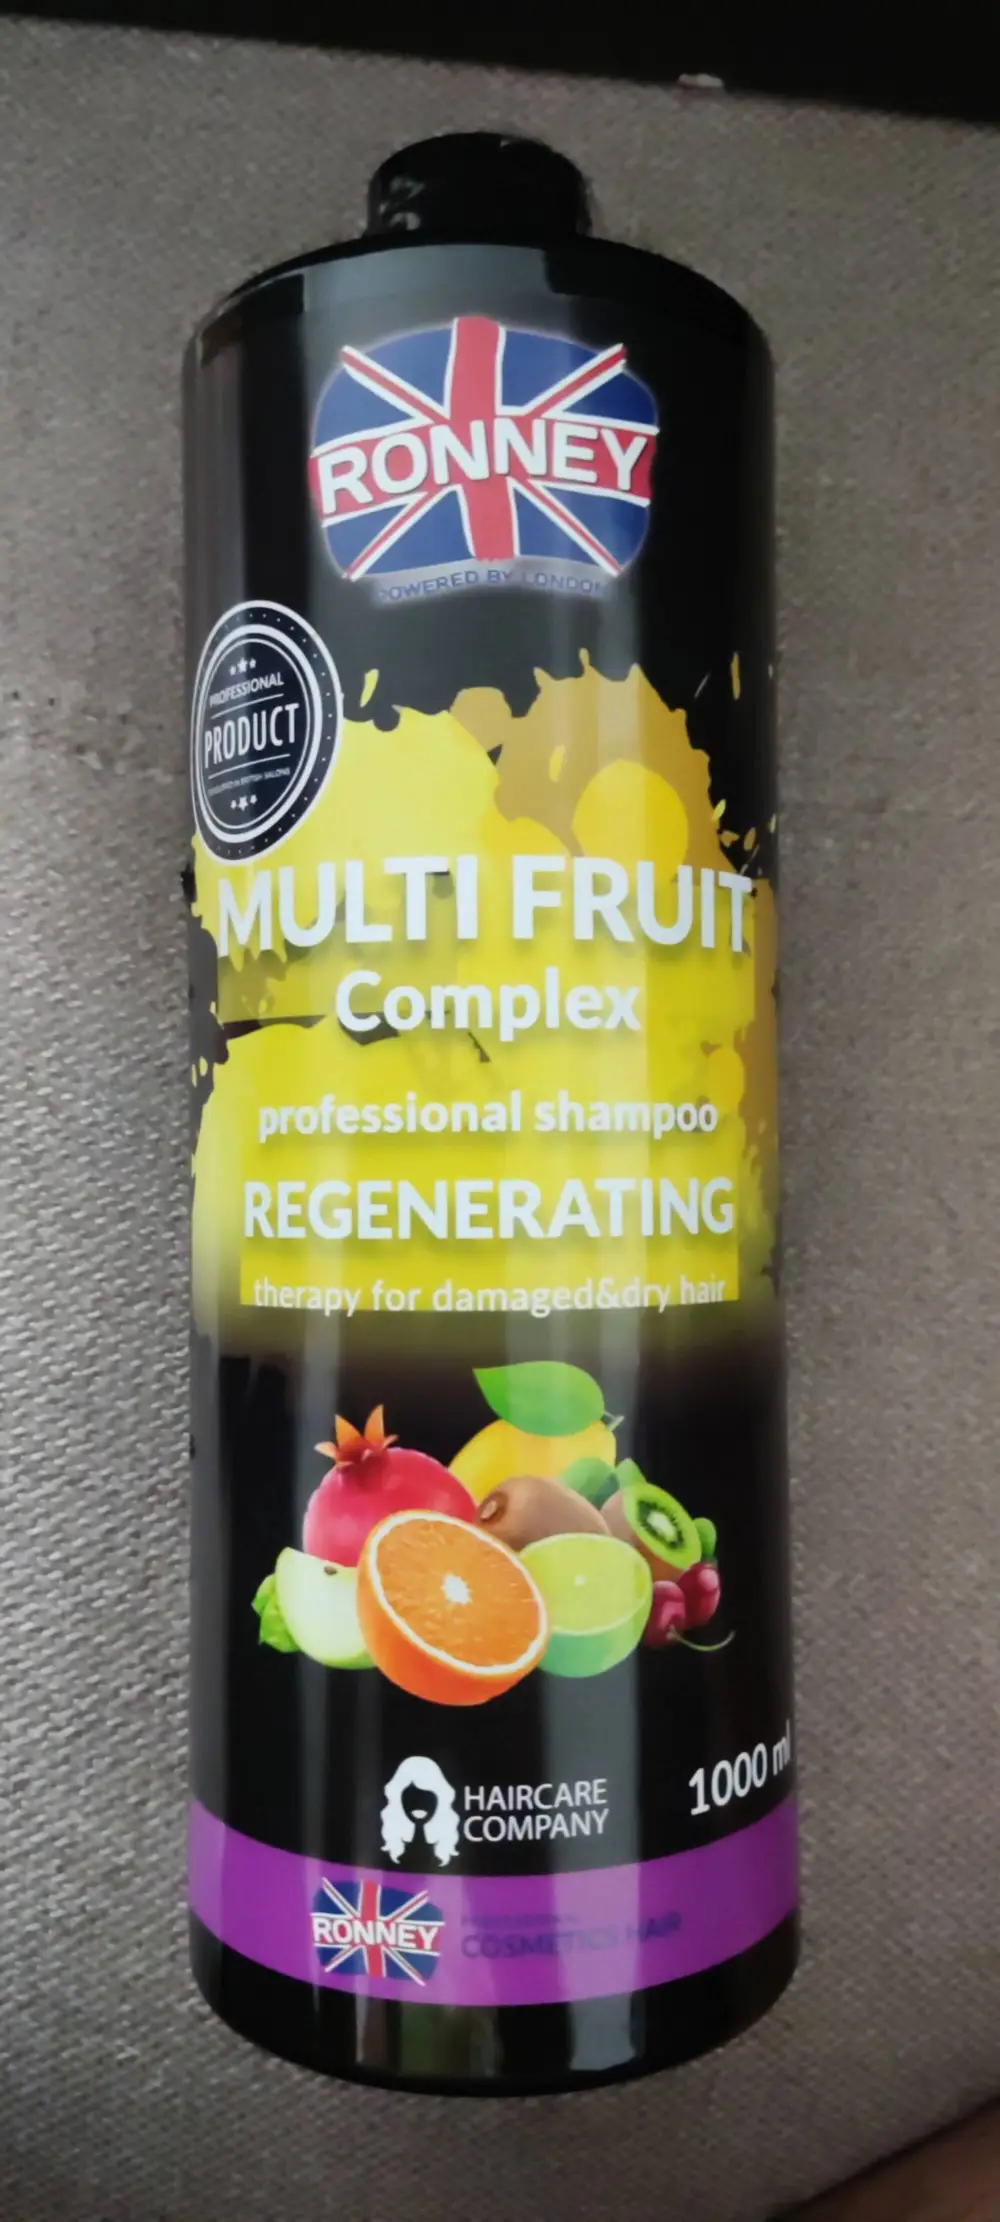 RONNEY
POWERED BY LONDON
PROFESSIONAL
PRODUCT
MULTI FRUIT
Complex
professional shampoo
REGENERATING
therapy for damaged&dry hair
1000 ml
HAIRCARE
COMPANY
RONNEY
PROFESSIONAL
COSMETICS HAIR